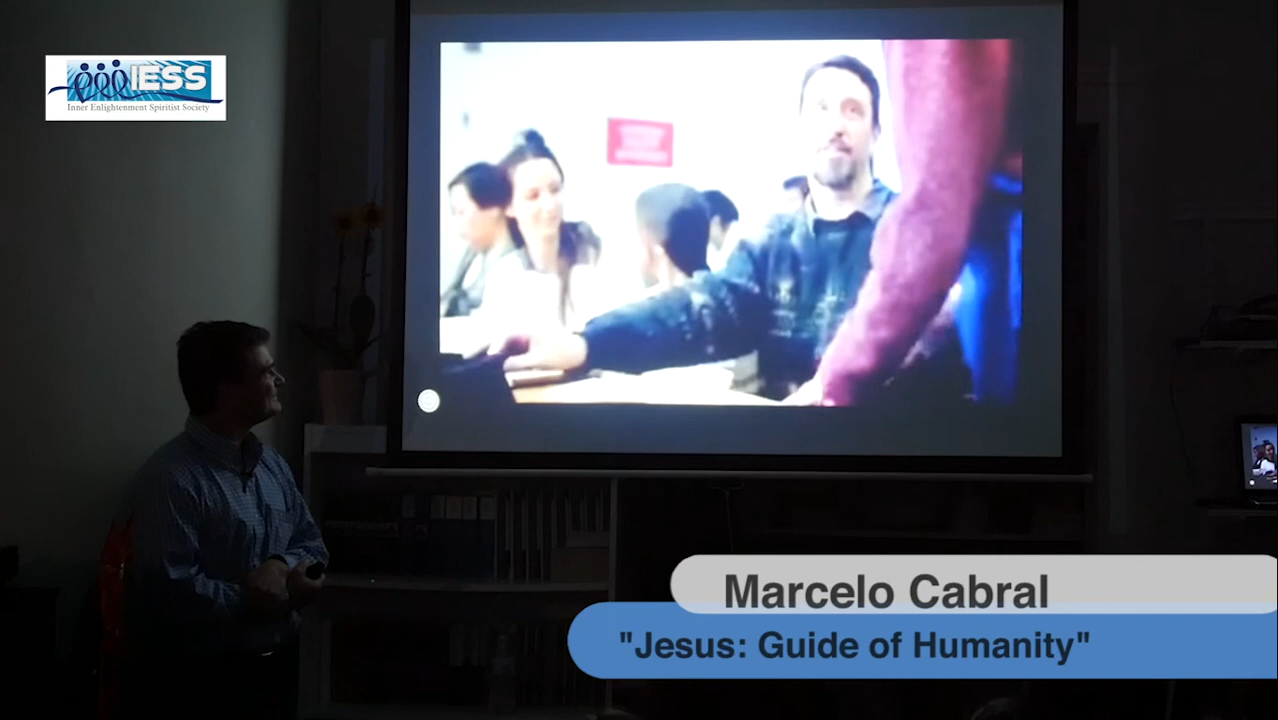 IESS
Inner Enlightenment Spiritist Society
Marcelo Cabral
"Jesus: Guide of Humanity"